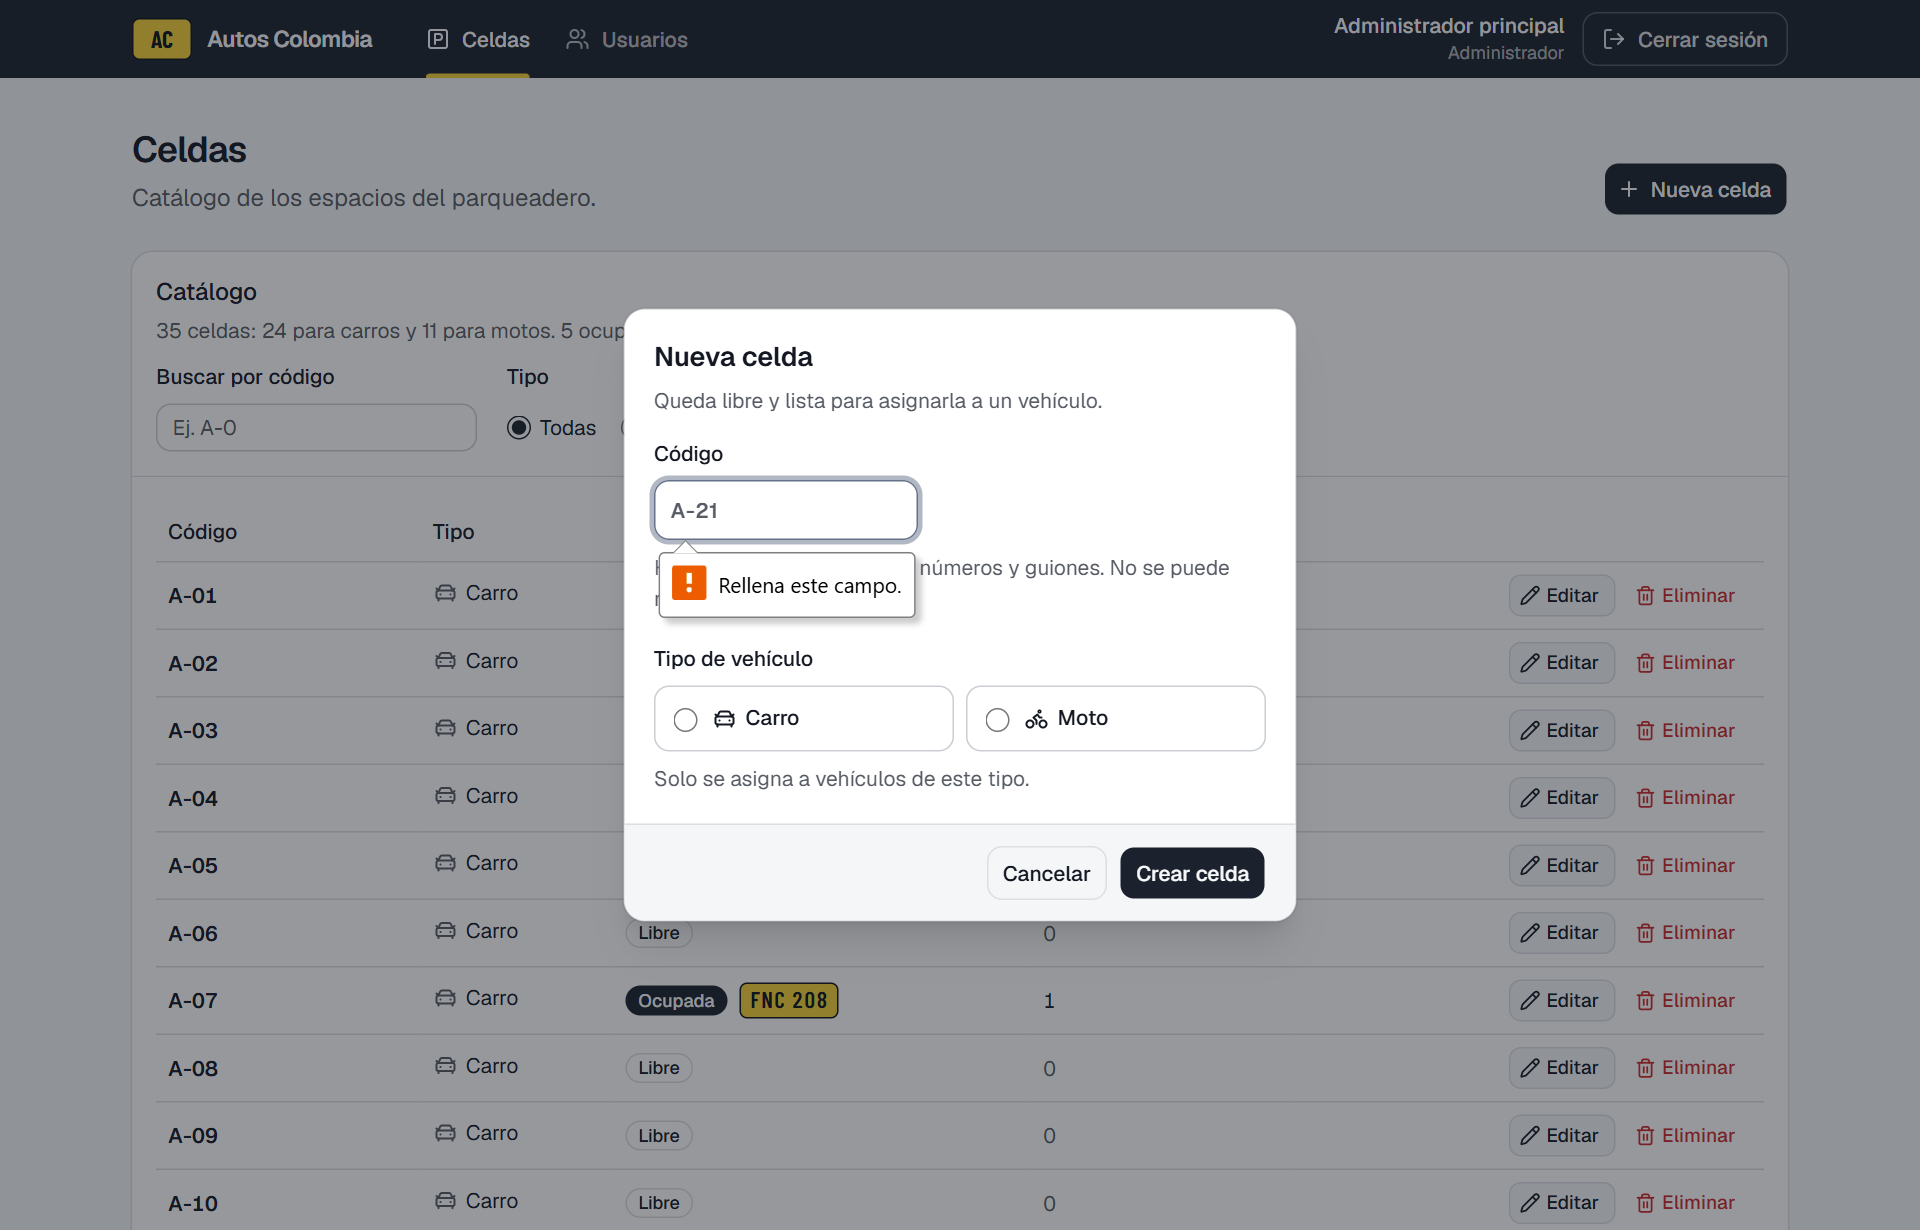 AC Autos Colombia Celdas Usuarios
Administrador principal
Administrador
Cerrar sesión
Celdas
Catálogo de los espacios del parqueadero.
+ Nueva celda
Catálogo
35 celdas: 24 para carros y 11 para motos. 5 ocup
Buscar por código
Ej. A-0
Tipo
Todas
Nueva celda
Queda libre y lista para asignarla a un vehículo.
Código
A-21
Rellena este campo.
números y guiones. No se puede
Tipo de vehículo
Carro
Moto
Solo se asigna a vehículos de este tipo.
Cancelar
Crear celda
Código Tipo
A-01 Carro Editar Eliminar
A-02 Carro Editar Eliminar
A-03 Carro Editar Eliminar
A-04 Carro Editar Eliminar
A-05 Carro Editar Eliminar
A-06 Carro Libre 0 Editar Eliminar
A-07 Carro Ocupada FNC 208 1 Editar Eliminar
A-08 Carro Libre 0 Editar Eliminar
A-09 Carro Libre 0 Editar Eliminar
A-10 Carro Libre 0 Editar Eliminar